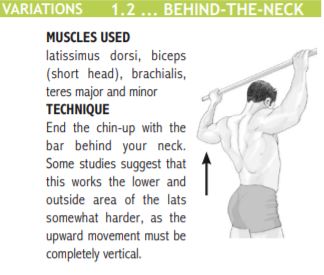 VARIATIONS 1.2 ... BEHIND-THE-NECK
MUSCLES USED
latissimus dorsi, biceps
(short head), brachialis,
teres major and minor
TECHNIQUE
End the chin-up with the
bar behind your neck.
Some studies suggest that
this works the lower and
outside area of the lats
somewhat harder, as the
upward movement must be
completely vertical.